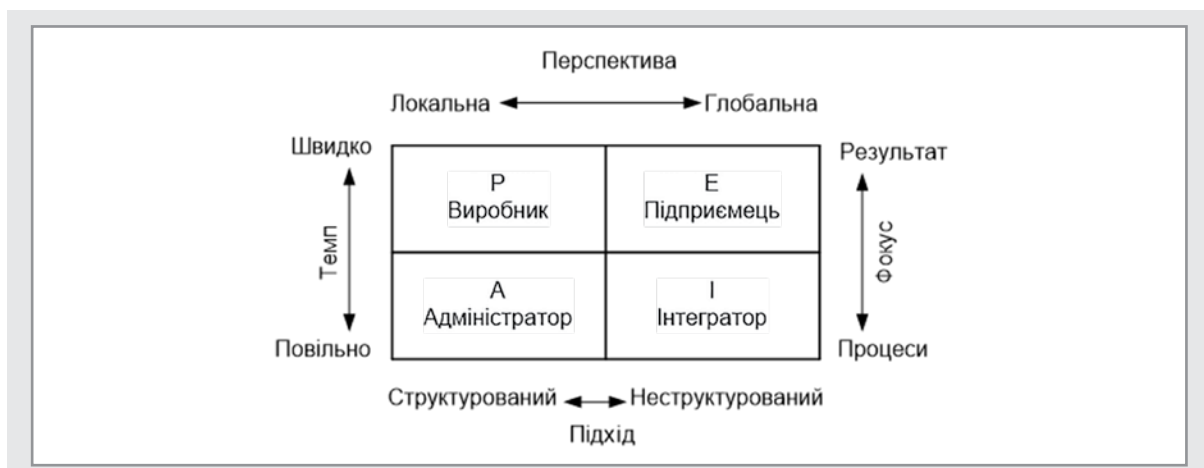 Перспектива
Локальна Глобальна
Швидко Результат
P E
Виробник Підприємець
Темп Фокус
A I
Адміністратор Інтегратор
Повільно Процеси
Структурований Неструктурований
Підхід